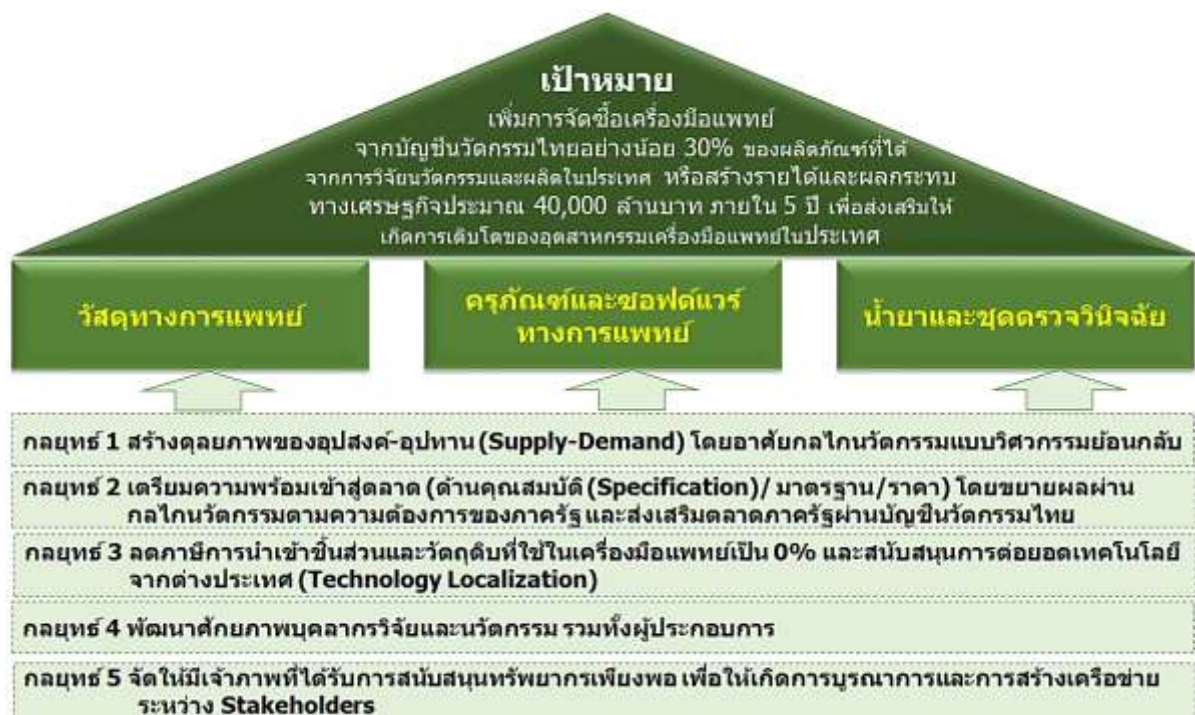 เป้าหมาย
เพิ่มการจัดซื้อเครื่องมือแพทย์
จากบัญชีนวัตกรรมไทยอย่างน้อย 30% ของผลิตภัณฑ์ที่ได้
จากการวิจัยนวัตกรรมและผลิตในประเทศ หรือสร้างรายได้และผลกระทบ
ทางเศรษฐกิจประมาณ 40,000 ล้านบาท ภายใน 5 ปี เพื่อส่งเสริมให้
เกิดการเติบโตของอุตสาหกรรมเครื่องมือแพทย์ในประเทศ
วัสดุทางการแพทย์
ครุภัณฑ์และซอฟต์แวร์
ทางการแพทย์
น้ำยาและชุดตรวจวินิจฉัย
กลยุทธ์ 1 สร้างดุลยภาพของอุปสงค์-อุปทาน (Supply-Demand) โดยอาศัยกลไกนวัตกรรมแบบวิศวกรรมย้อนกลับ
กลยุทธ์ 2 เตรียมความพร้อมเข้าสู่ตลาด (ด้านคุณสมบัติ (Specification)/ มาตรฐาน/ราคา) โดยขยายผลผ่าน
กลไกนวัตกรรมตามความต้องการของภาครัฐ และส่งเสริมตลาดภาครัฐผ่านบัญชีนวัตกรรมไทย
กลยุทธ์ 3 ลดภาษีการนำเข้าชิ้นส่วนและวัตถุดิบที่ใช้ในเครื่องมือแพทย์เป็น 0% และสนับสนุนการต่อยอดเทคโนโลยี
จากต่างประเทศ (Technology Localization)
กลยุทธ์ 4 พัฒนาศักยภาพบุคลากรวิจัยและนวัตกรรม รวมทั้งผู้ประกอบการ
กลยุทธ์ 5 จัดให้มีเจ้าภาพที่ได้รับการสนับสนุนทรัพยากรเพียงพอ เพื่อให้เกิดการบูรณาการและการสร้างเครือข่าย
ระหว่าง Stakeholders